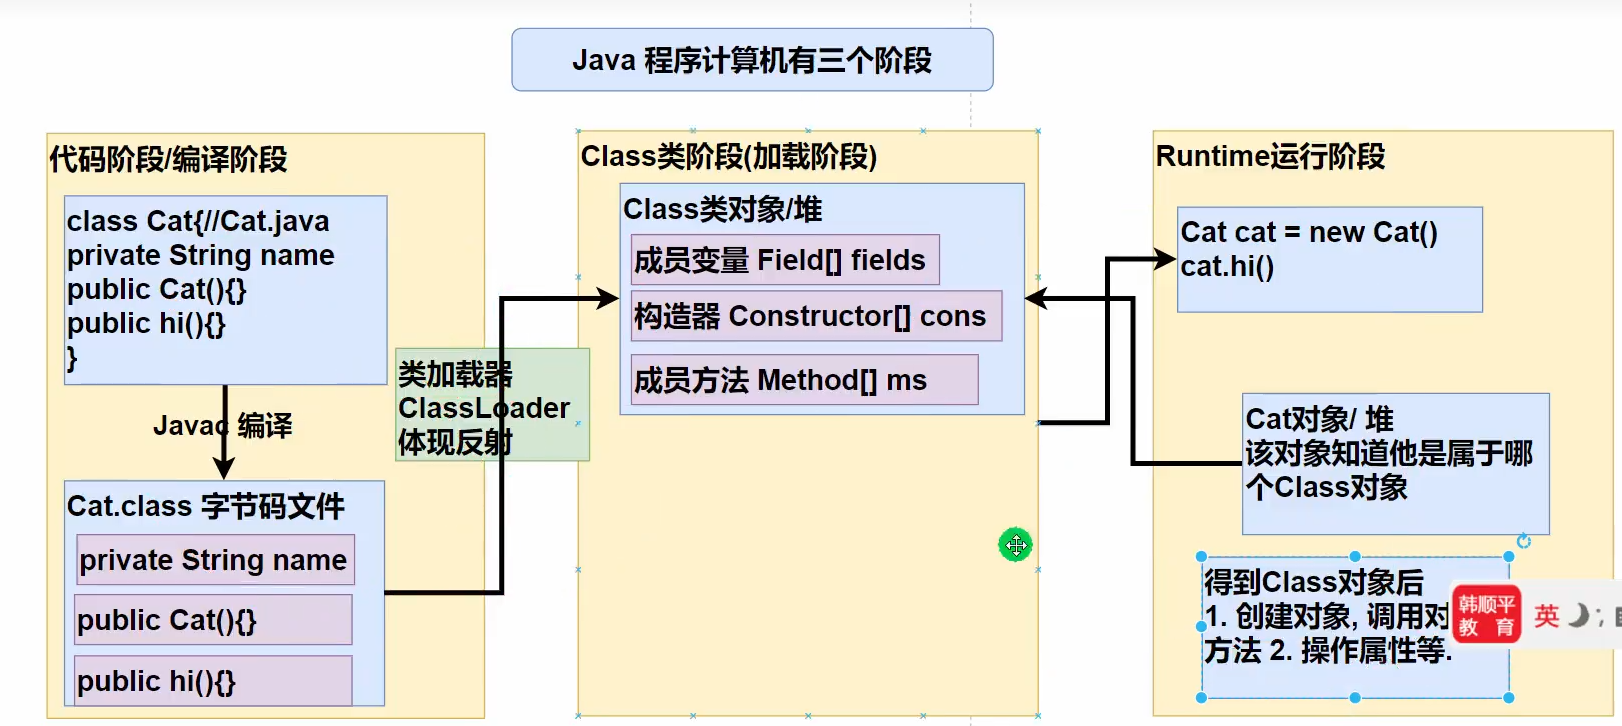 Java 程序计算机有三个阶段
代码阶段/编译阶段
class Cat{//Cat.java
private String name
public Cat(){}
public hi(){}
}
Javac 编译
Cat.class 字节码文件
private String name
public Cat(){}
public hi(){}
类加载器
ClassLoader
体现反射
Class类阶段(加载阶段)
Class类对象/堆
成员变量 Field[] fields
构造器 Constructor[] cons
成员方法 Method[] ms
Runtime运行阶段
Cat cat = new Cat()
cat.hi()
Cat对象/ 堆
该对象知道他是属于哪
个Class对象
得到Class对象后
1. 创建对象, 调用对
方法 2. 操作属性等.
韩顺平
教 育
英